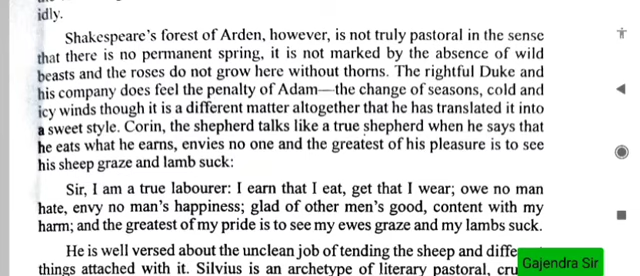 idly.
Shakespeare's forest of Arden, however, is not truly pastoral in the sense
that there is no permanent spring, it is not marked by the absence of wild
beasts and the roses do not grow here without thorns. The rightful Duke and
his company does feel the penalty of Adam—the change of seasons, cold and
icy winds though it is a different matter altogether that he has translated it into
a sweet style. Corin, the shepherd talks like a true shepherd when he says that
he eats what he earns, envies no one and the greatest of his pleasure is to see
his sheep graze and lamb suck:
Sir, I am a true labourer: I earn that I eat, get that I wear; owe no man
hate, envy no man's happiness; glad of other men's good, content with my
harm; and the greatest of my pride is to see my ewes graze and my lambs suck.
He is well versed about the unclean job of tending the sheep and
things attached with it. Silvius is an archetype of literary pastoral,
Gajendra Sir